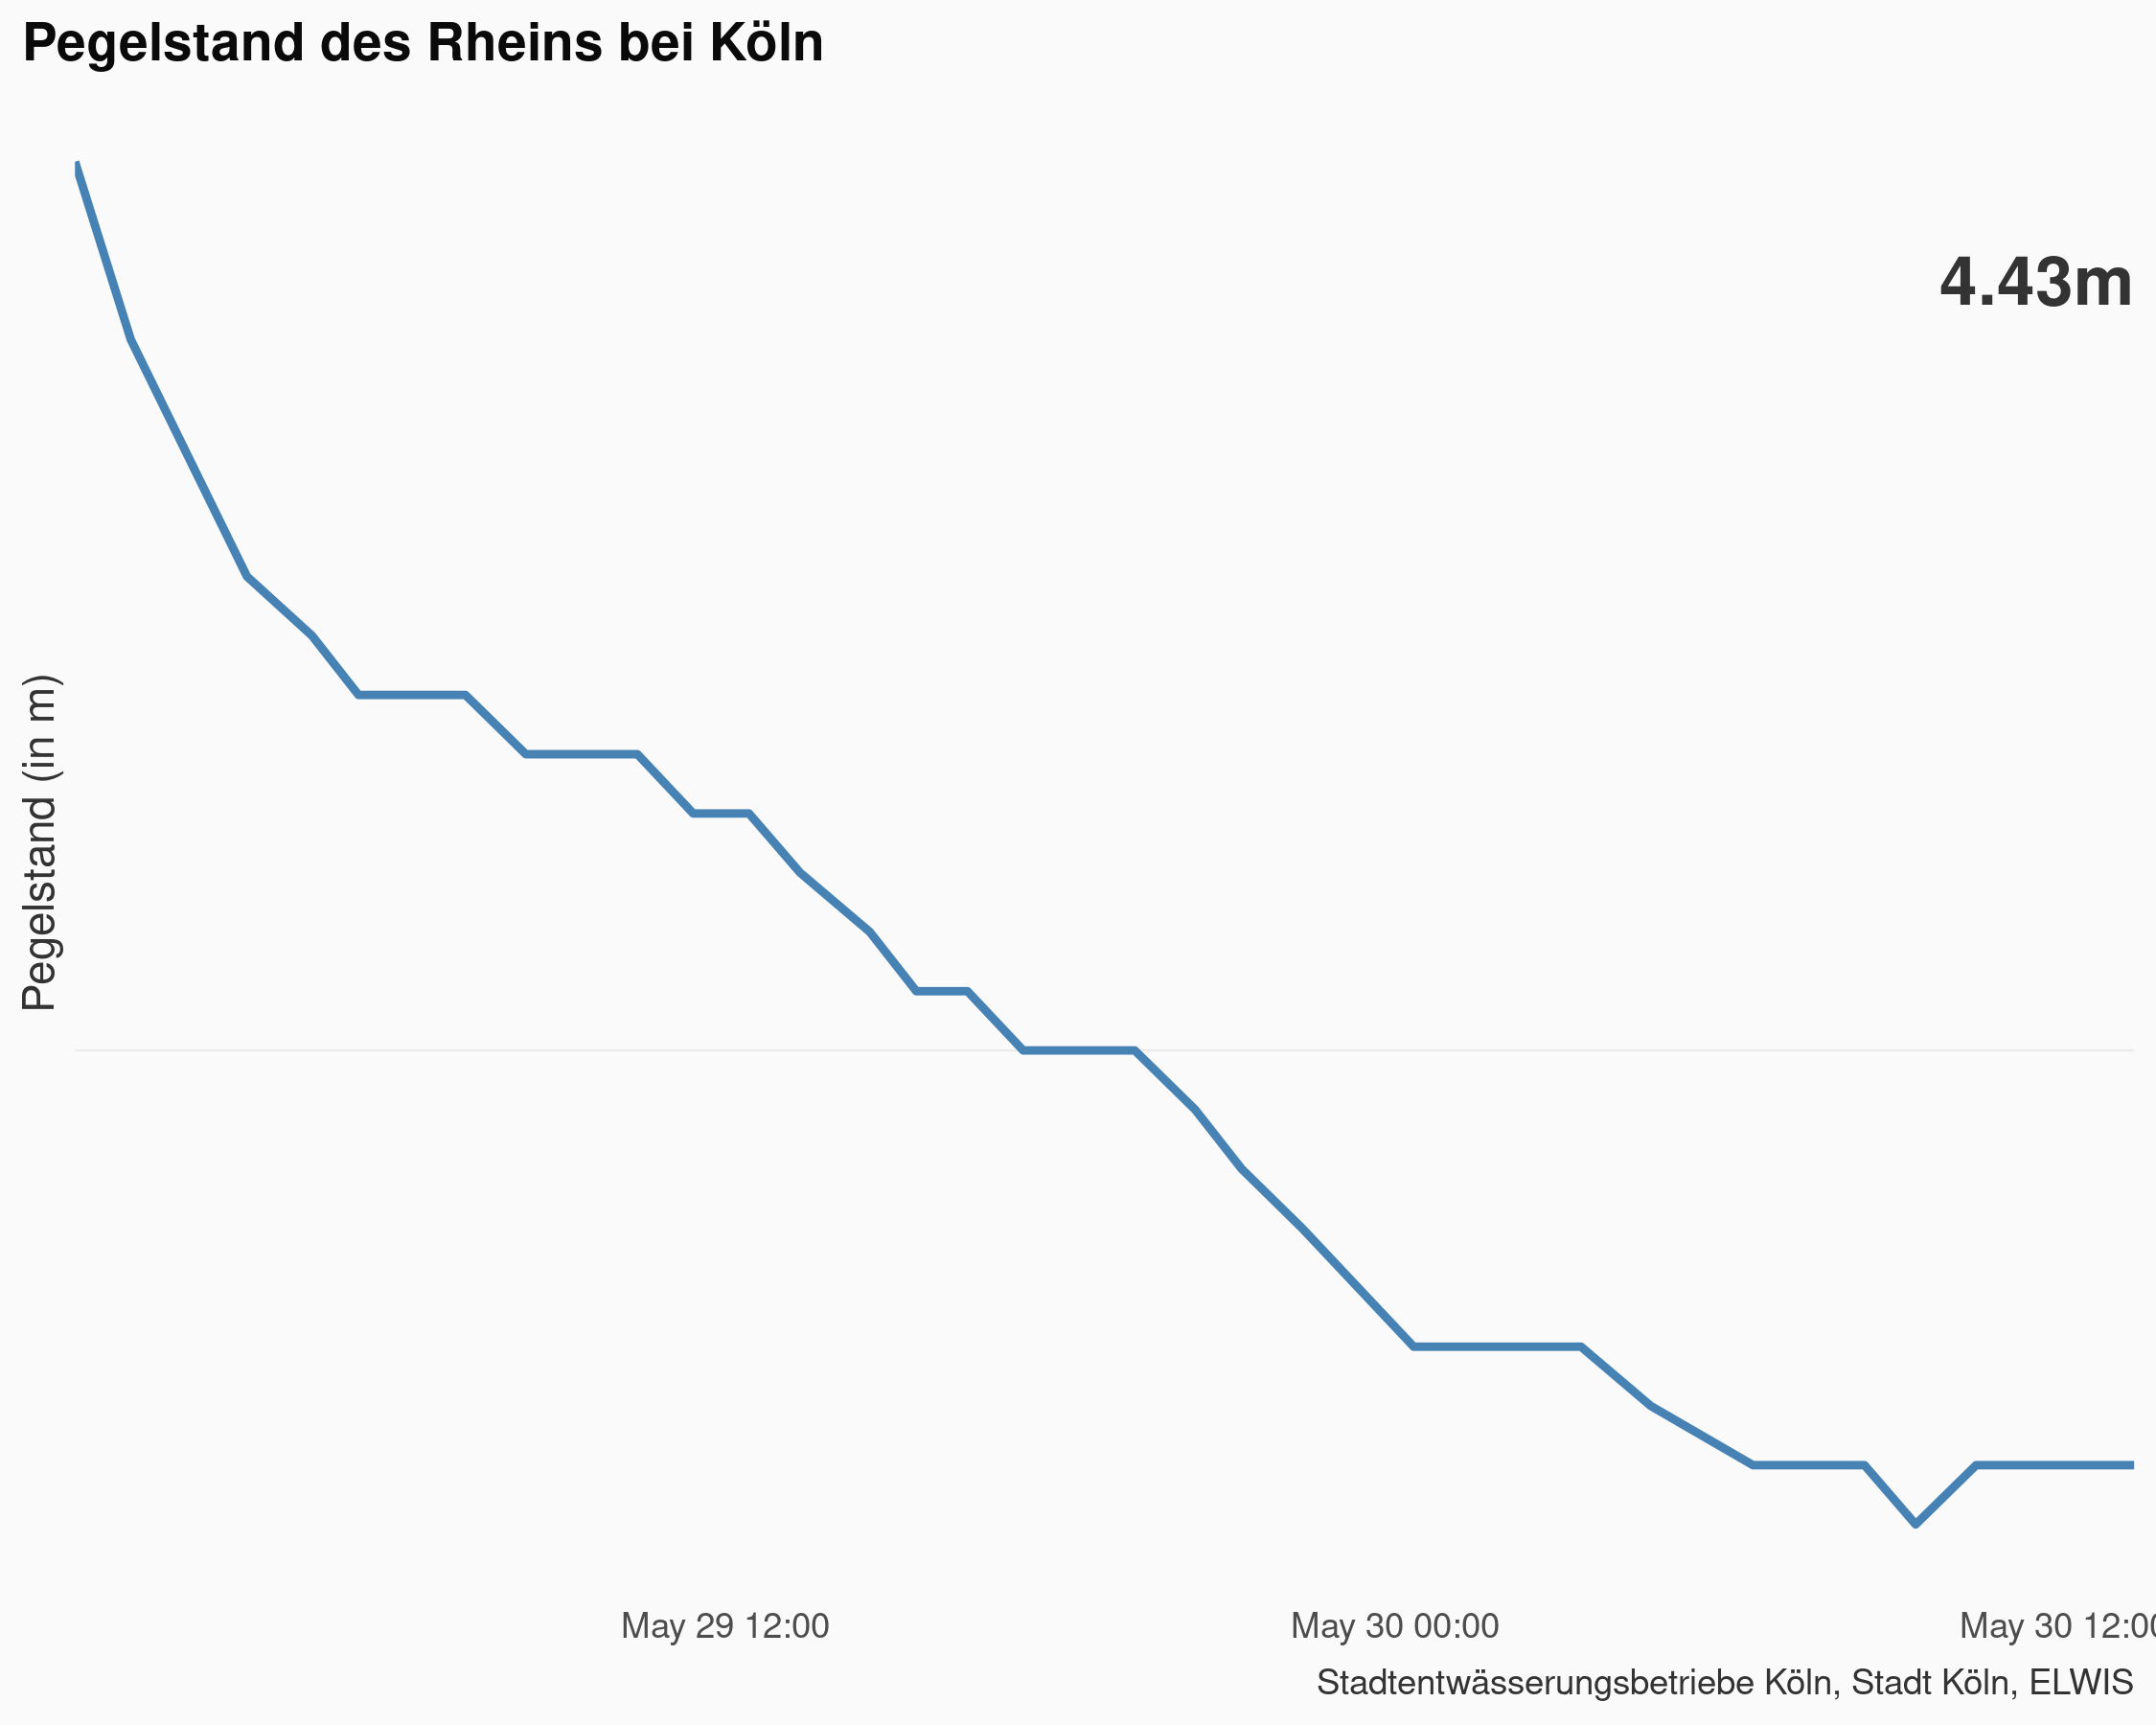 Pegelstand des Rheins bei Köln
4.43m
Pegelstand (in m)
May 29 12:00
May 30 00:00
May 30 12:00
Stadtentwässerungsbetriebe Köln, Stadt Köln, ELWIS